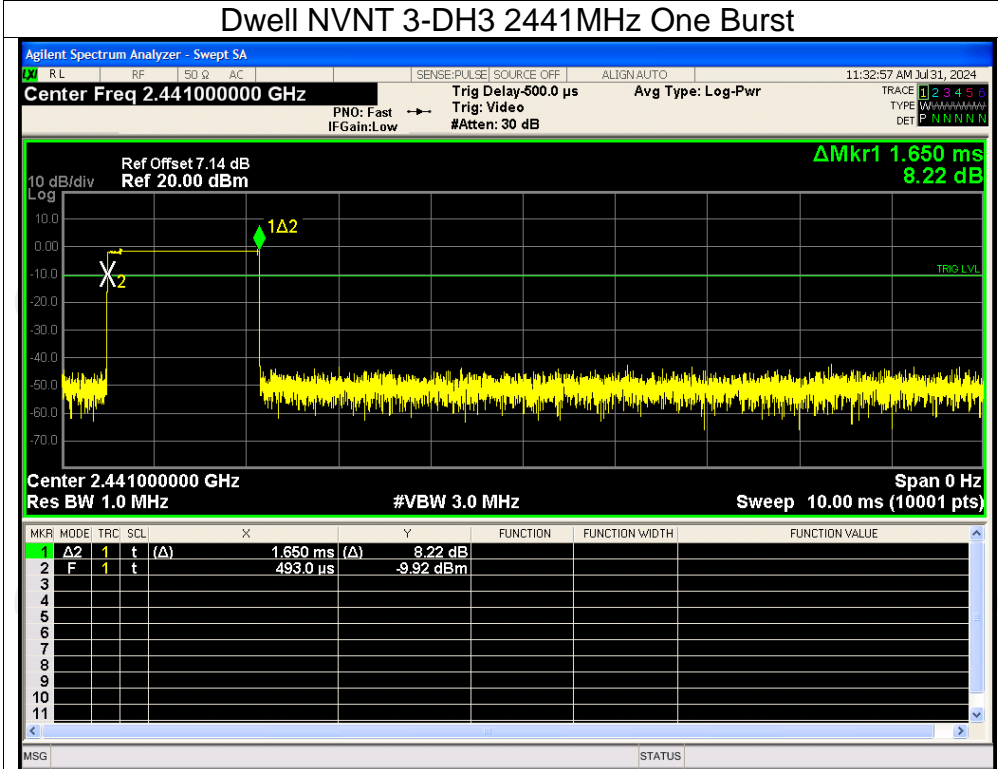 Dwell NVNT 3-DH3 2441MHz One Burst
Agilent Spectrum Analyzer - Swept SA
LXI RL RF 50 Ω AC SENSE:PULSE SOURCE OFF ALIGN AUTO 11:32:57 AM Jul 31, 2024
Center Freq 2.441000000 GHz
PNO: Fast
IFGain:Low
Trig Delay-500.0 µs
Trig: Video
#Atten: 30 dB
Avg Type: Log-Pwr
TRACE 1 2 3 4 5 6
TYPE W
DET P N N N N N
ΔMkr1 1.650 ms
8.22 dB
Ref Offset 7.14 dB
10 dB/div Ref 20.00 dBm
Log
10.0
0.00
-10.0
-20.0
-30.0
-40.0
-50.0
-60.0
-70.0
1Δ2
2
TRIG LVL
Center 2.441000000 GHz Span 0 Hz
Res BW 1.0 MHz #VBW 3.0 MHz Sweep 10.00 ms (10001 pts)
MKR MODE TRC SCL X Y FUNCTION FUNCTION WIDTH FUNCTION VALUE
1 Δ2 1 t (Δ) 1.650 ms (Δ) 8.22 dB
2 F 1 t 493.0 µs -9.92 dBm
3
4
5
6
7
8
9
10
11
MSG STATUS